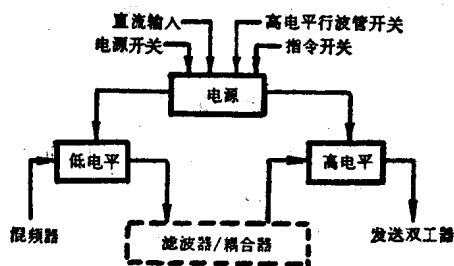 直流输入
高电平行波管开关
电源开关
指令开关
电源
低电平
高电平
混频器
滤波器/耦合器
发送双工器